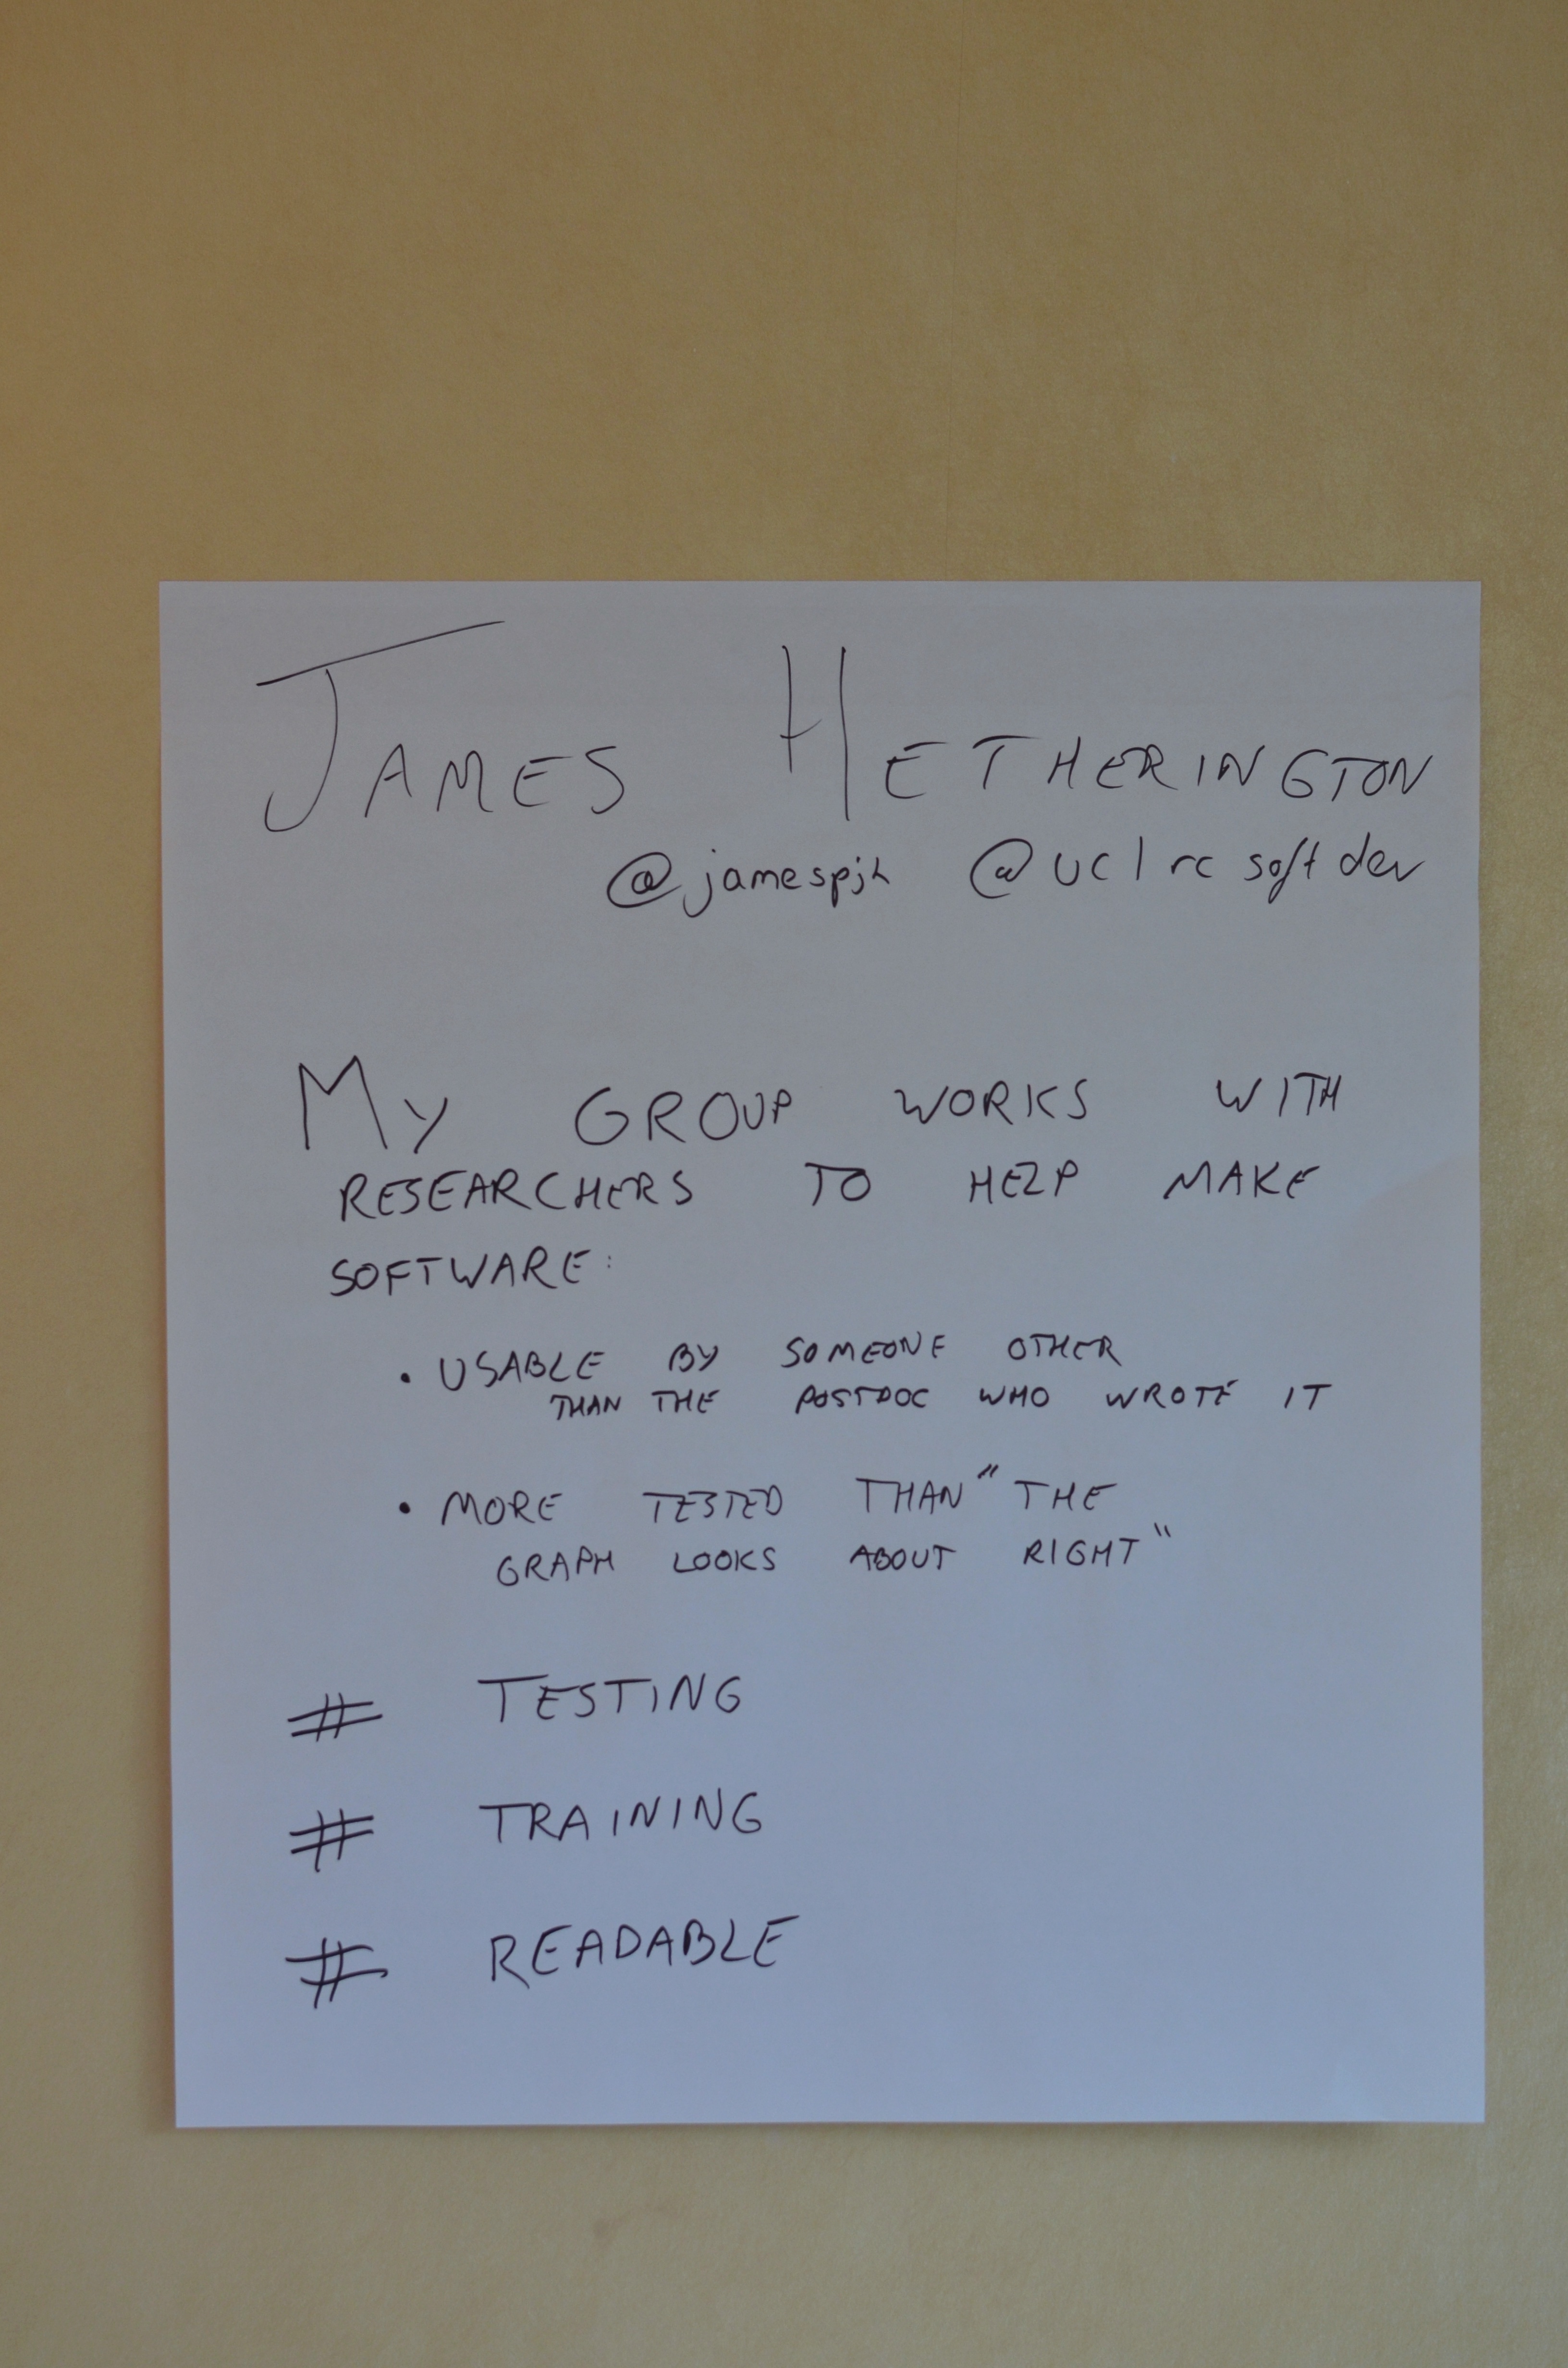 JAMES HETHERINGTON
@jamespjh @uclrcsoftdev
MY GROUP WORKS WITH
RESEARCHERS TO HELP MAKE
SOFTWARE:
• USABLE BY SOMEONE OTHER
THAN THE POSTDOC WHO WROTE IT
• MORE TESTED THAN "THE
GRAPH LOOKS ABOUT RIGHT"
# TESTING
# TRAINING
# READABLE